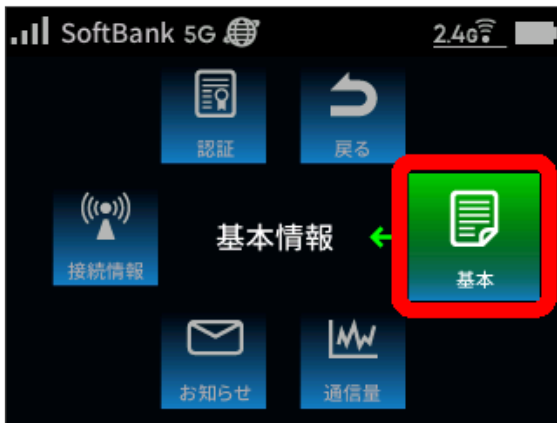 SoftBank 5G 2.4G
認証
戻る
接続情報
基本情報
基本
お知らせ
通信量